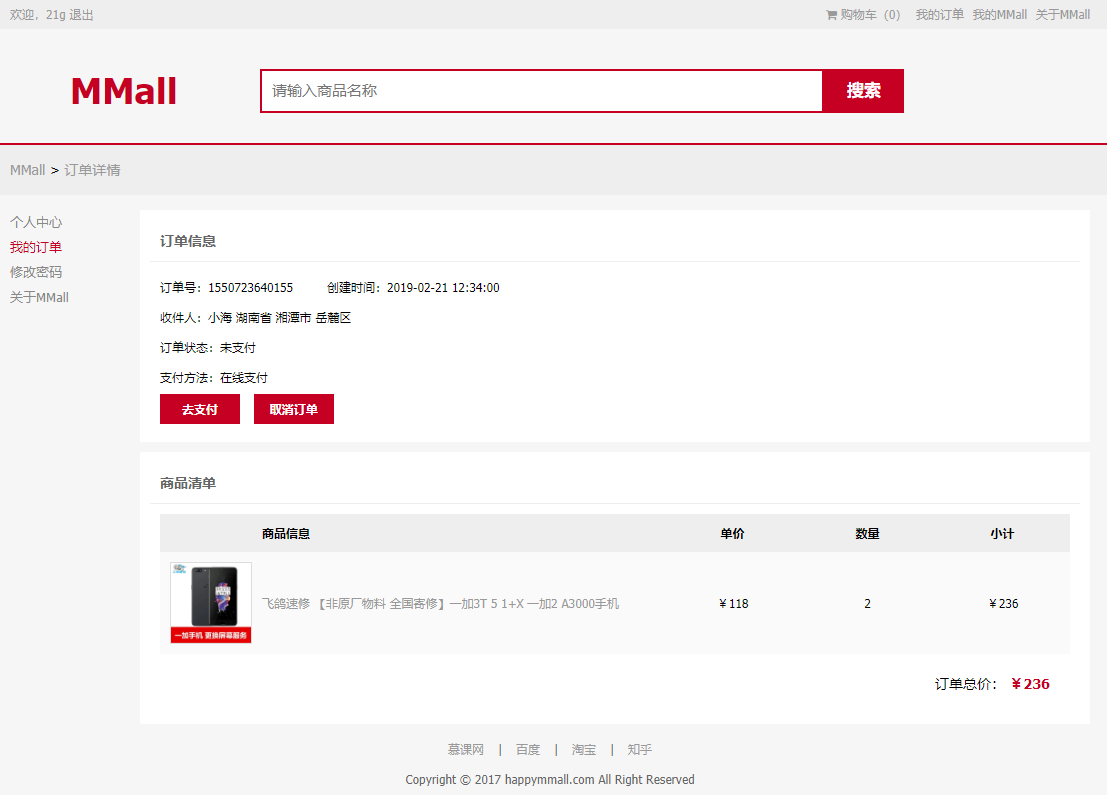 欢迎，21g 退出
购物车（0） 我的订单 我的MMall 关于MMall
MMall
请输入商品名称
搜索
MMall > 订单详情
个人中心
我的订单
修改密码
关于MMall
订单信息
订单号：1550723640155 创建时间：2019-02-21 12:34:00
收件人：小海 湖南省 湘潭市 岳麓区
订单状态：未支付
支付方法：在线支付
去支付 取消订单
商品清单
商品信息 单价 数量 小计
飞鸽速修 【非原厂物料 全国寄修】一加3T 5 1+X 一加2 A3000手机 ￥118 2 ￥236
一加手机 更换屏幕服务
订单总价： ￥236
慕课网 | 百度 | 淘宝 | 知乎
Copyright © 2017 happymmall.com All Right Reserved